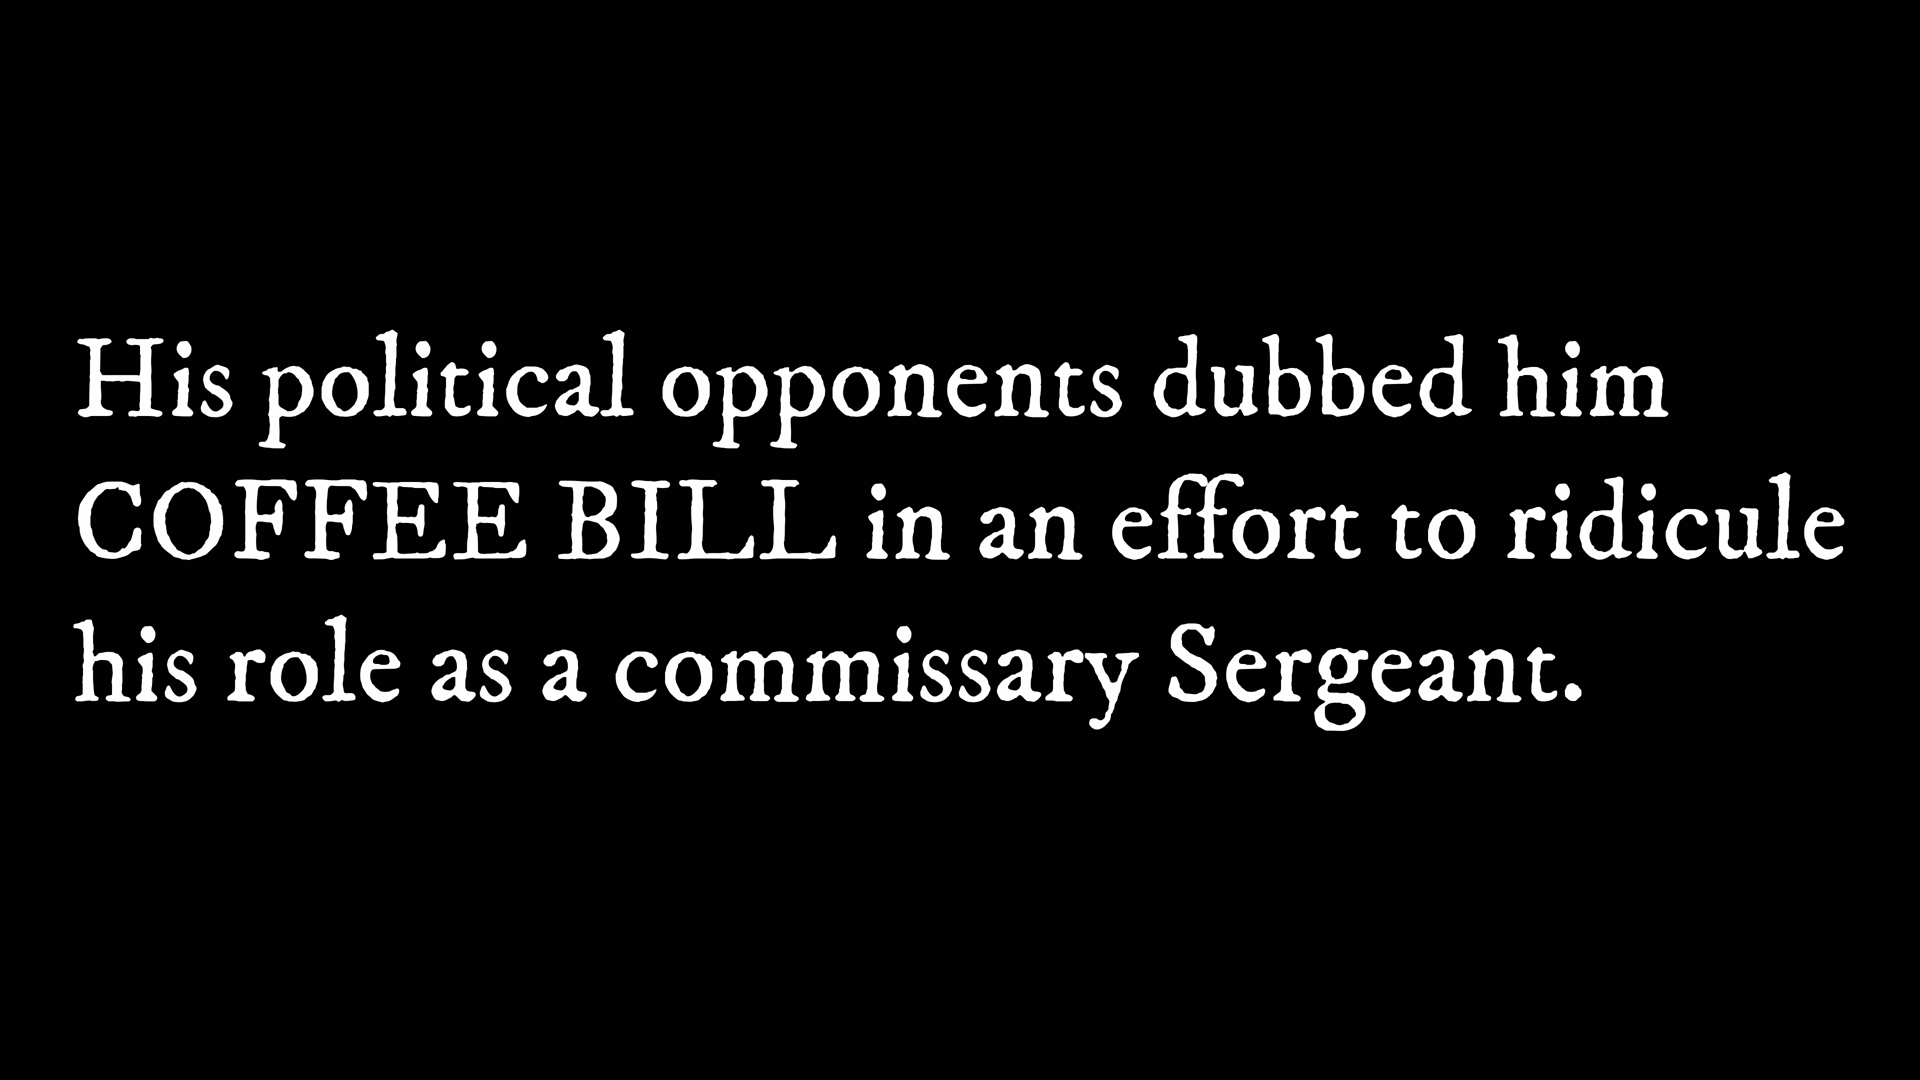 His political opponents dubbed him
COFFEE BILL in an effort to ridicule
his role as a commissary Sergeant.